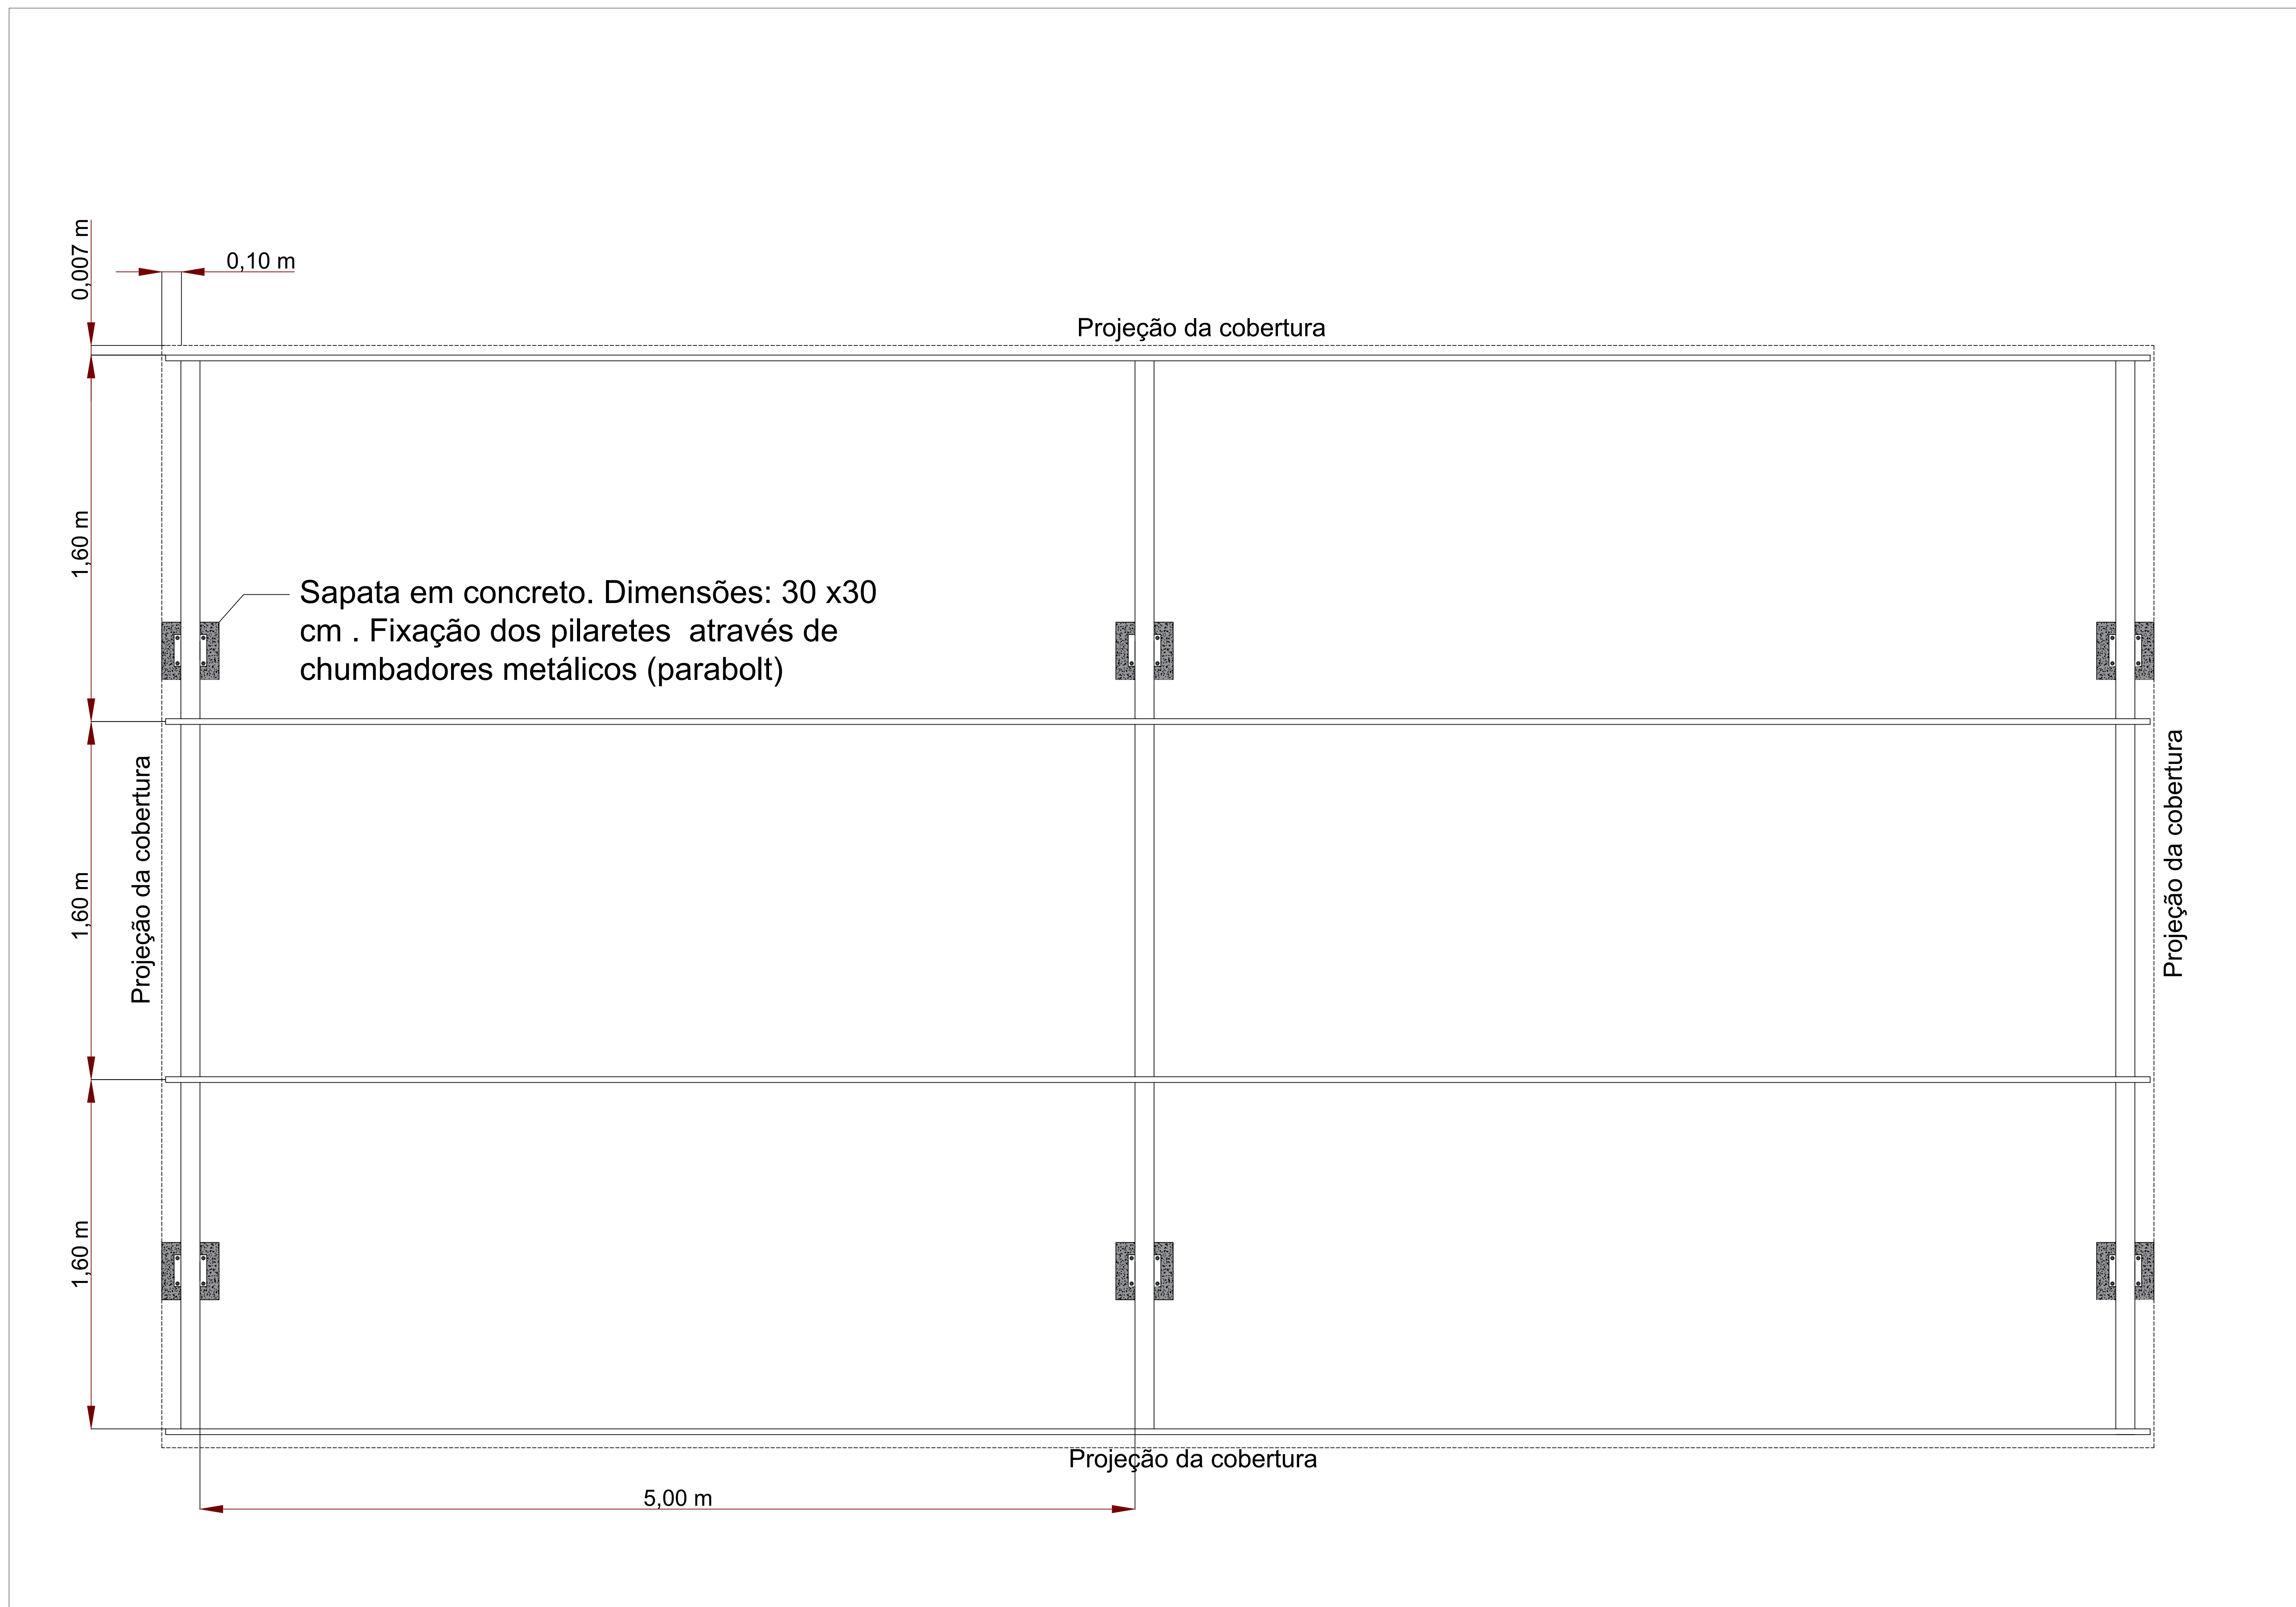 0,007 m
0,10 m
Projeção da cobertura
1,60 m
Sapata em concreto. Dimensões: 30 x30
cm . Fixação dos pilaretes  através de
chumbadores metálicos (parabolt)
Projeção da cobertura
Projeção da cobertura
1,60 m
1,60 m
Projeção da cobertura
5,00 m